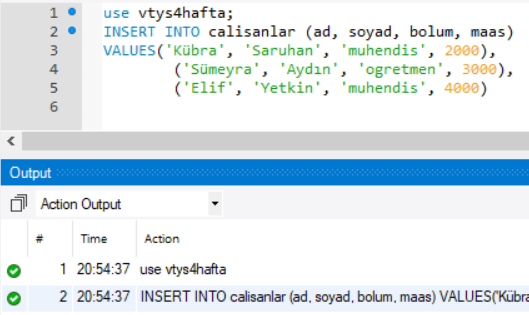 1 use vtys4hafta;
2 INSERT INTO calisanlar (ad, soyad, bolum, maas)
3 VALUES('Kübra', 'Saruhan', 'muhendis', 2000),
4 ('Sümeyra', 'Aydın', 'ogretmen', 3000),
5 ('Elif', 'Yetkin', 'muhendis', 4000)
6
Output
Action Output
# Time Action
1 20:54:37 use vtys4hafta
2 20:54:37 INSERT INTO calisanlar (ad, soyad, bolum, maas) VALUES('Kübra